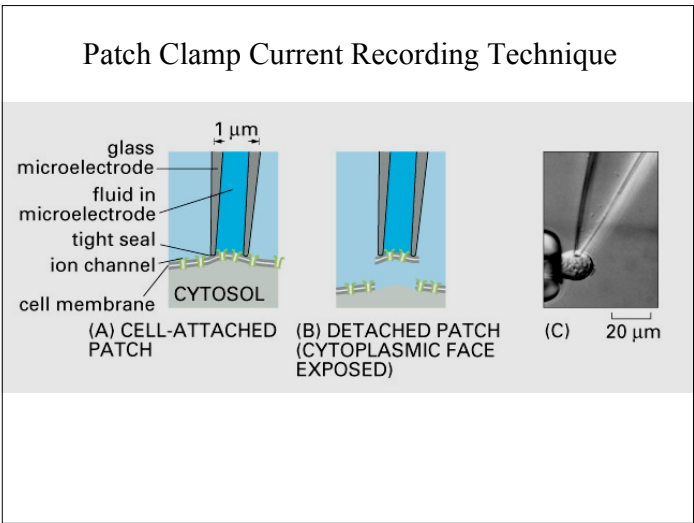 Patch Clamp Current Recording Technique
1 µm
glass
microelectrode
fluid in
microelectrode
tight seal
ion channel
cell membrane
CYTOSOL
(A) CELL-ATTACHED
PATCH
(B) DETACHED PATCH
(CYTOPLASMIC FACE
EXPOSED)
(C)
20 µm